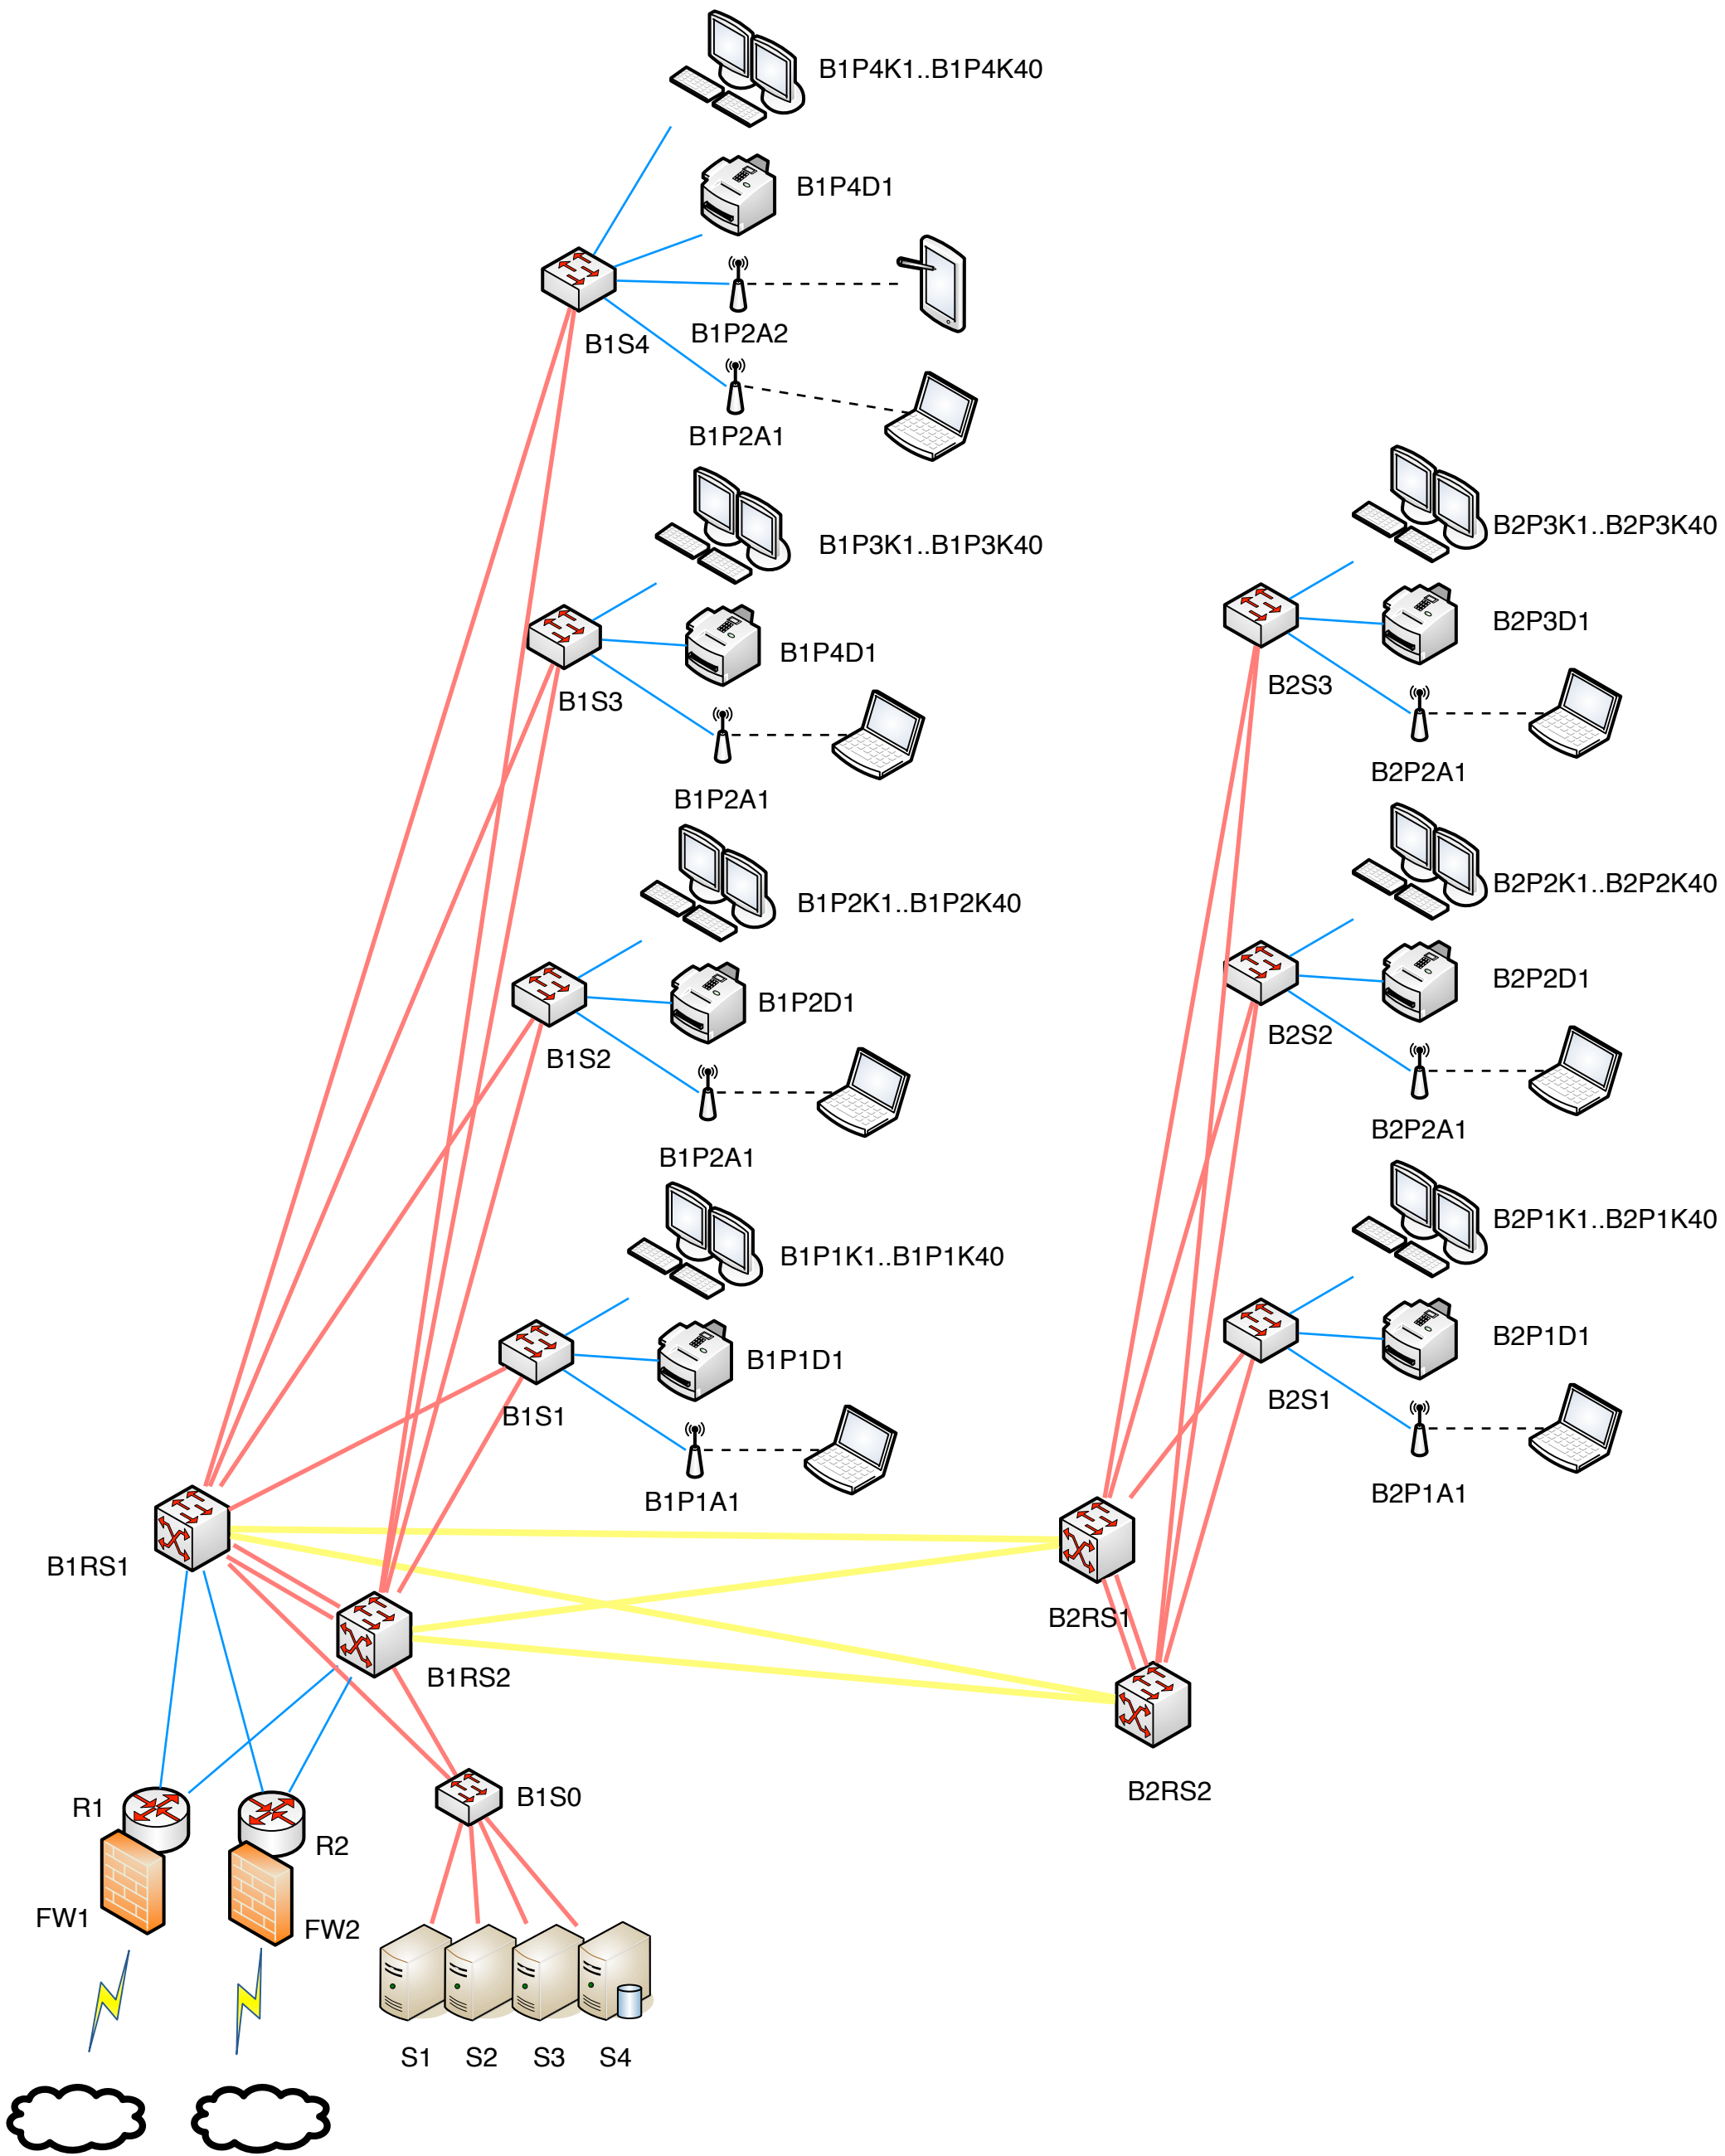 B1P4K1..B1P4K40
B1P4D1
B1S4
B1P2A2
B1P2A1
B1P3K1..B1P3K40
B1P4D1
B1S3
B1P2A1
B1P2K1..B1P2K40
B1P2D1
B1S2
B1P2A1
B1P1K1..B1P1K40
B1P1D1
B1S1
B1P1A1
B2P3K1..B2P3K40
B2P3D1
B2S3
B2P2A1
B2P2K1..B2P2K40
B2P2D1
B2S2
B2P2A1
B2P1K1..B2P1K40
B2P1D1
B2S1
B2P1A1
B1RS1
B1RS2
B2RS1
B2RS2
R1
R2
FW1
FW2
B1S0
S1
S2
S3
S4